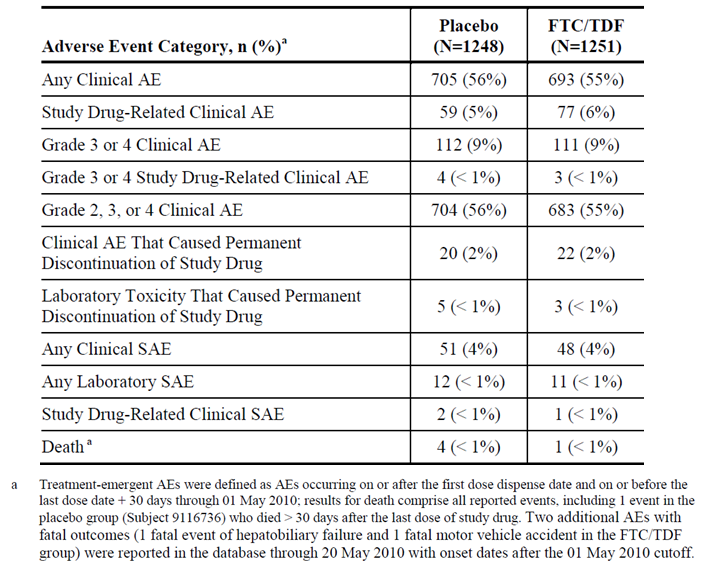 Adverse Event Category, n (%)ᵃ Placebo (N=1248) FTC/TDF (N=1251)
Any Clinical AE 705 (56%) 693 (55%)
Study Drug-Related Clinical AE 59 (5%) 77 (6%)
Grade 3 or 4 Clinical AE 112 (9%) 111 (9%)
Grade 3 or 4 Study Drug-Related Clinical AE 4 (< 1%) 3 (< 1%)
Grade 2, 3, or 4 Clinical AE 704 (56%) 683 (55%)
Clinical AE That Caused Permanent
Discontinuation of Study Drug 20 (2%) 22 (2%)
Laboratory Toxicity That Caused Permanent
Discontinuation of Study Drug 5 (< 1%) 3 (< 1%)
Any Clinical SAE 51 (4%) 48 (4%)
Any Laboratory SAE 12 (< 1%) 11 (< 1%)
Study Drug-Related Clinical SAE 2 (< 1%) 1 (< 1%)
Death ᵃ 4 (< 1%) 1 (< 1%)
a Treatment-emergent AEs were defined as AEs occurring on or after the first dose dispense date and on or before the
last dose date + 30 days through 01 May 2010; results for death comprise all reported events, including 1 event in the
placebo group (Subject 9116736) who died > 30 days after the last dose of study drug. Two additional AEs with
fatal outcomes (1 fatal event of hepatobiliary failure and 1 fatal motor vehicle accident in the FTC/TDF
group) were reported in the database through 20 May 2010 with onset dates after the 01 May 2010 cutoff.